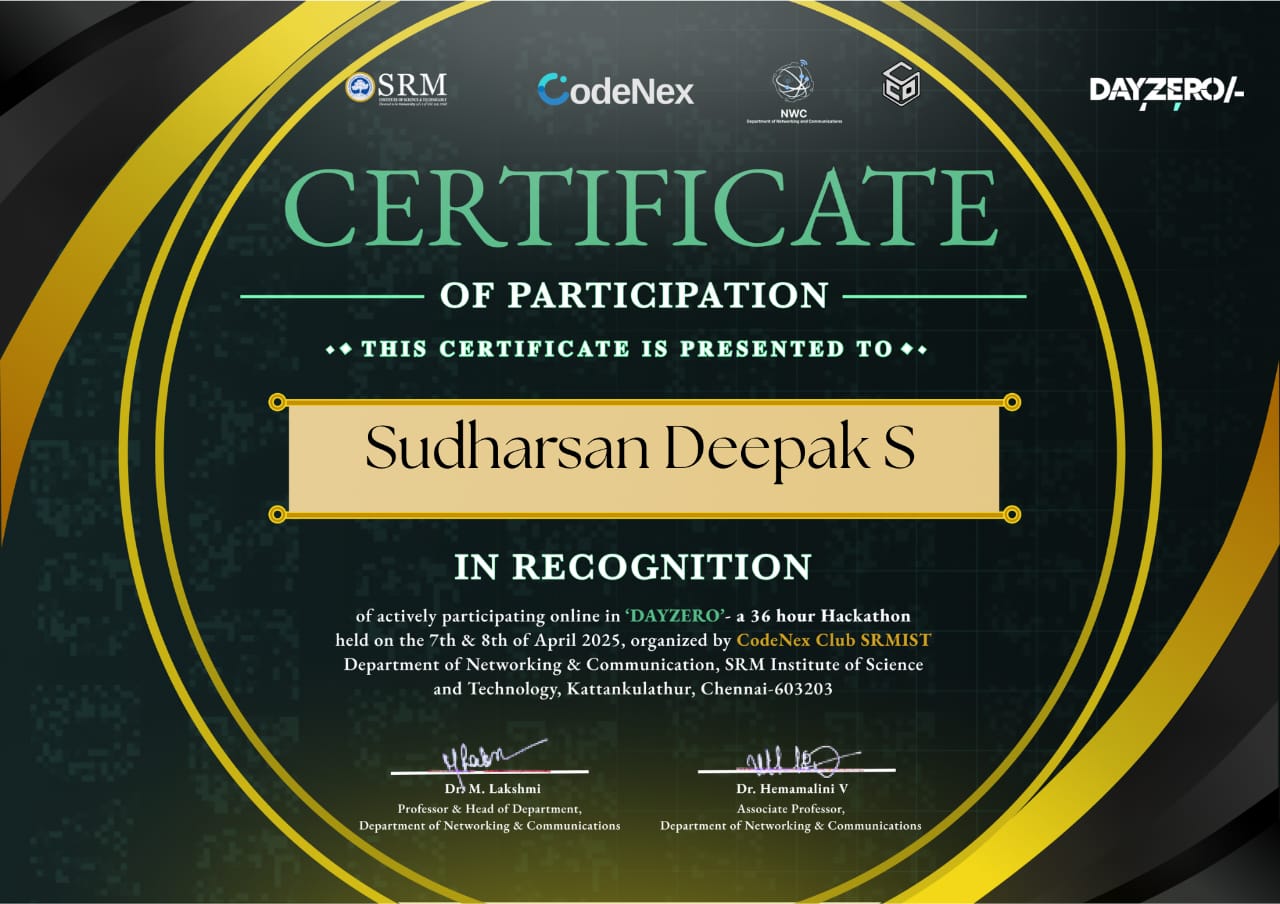 SRM
INSTITUTE OF SCIENCE & TECHNOLOGY
CodeNex
NWC
Department of Networking and Communications
DAYZERO/-
CERTIFICATE
OF PARTICIPATION
THIS CERTIFICATE IS PRESENTED TO
Sudharsan Deepak S
IN RECOGNITION
of actively participating online in ‘DAYZERO’- a 36 hour Hackathon
held on the 7th & 8th of April 2025, organized by CodeNex Club SRMIST
Department of Networking & Communication, SRM Institute of Science
and Technology, Kattankulathur, Chennai-603203
Dr. M. Lakshmi
Professor & Head of Department,
Department of Networking & Communications
Dr. Hemamalini V
Associate Professor,
Department of Networking & Communications